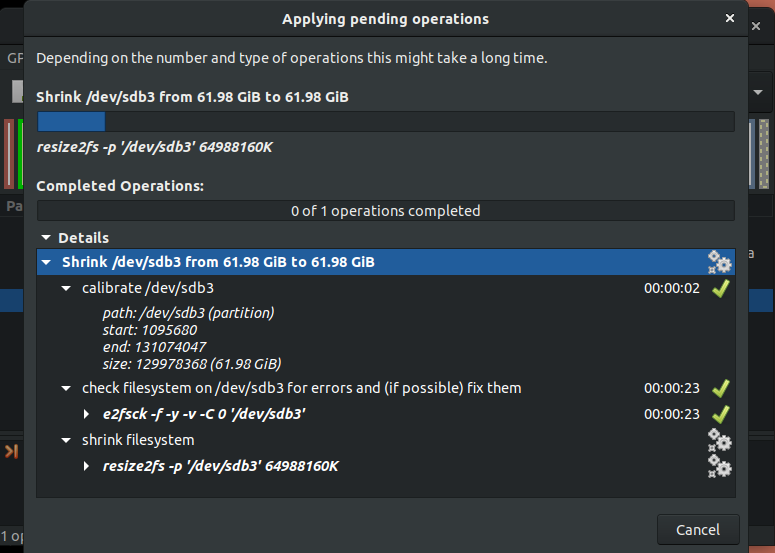 Applying pending operations
GP
Depending on the number and type of operations this might take a long time.
Shrink /dev/sdb3 from 61.98 GiB to 61.98 GiB
resize2fs -p '/dev/sdb3' 64988160K
Completed Operations:
Pa
0 of 1 operations completed
Details
Shrink /dev/sdb3 from 61.98 GiB to 61.98 GiB
a
calibrate /dev/sdb3 00:00:02
path: /dev/sdb3 (partition)
start: 1095680
end: 131074047
size: 129978368 (61.98 GiB)
check filesystem on /dev/sdb3 for errors and (if possible) fix them 00:00:23
e2fsck -f -y -v -C 0 '/dev/sdb3' 00:00:23
shrink filesystem
resize2fs -p '/dev/sdb3' 64988160K
Cancel
1 op